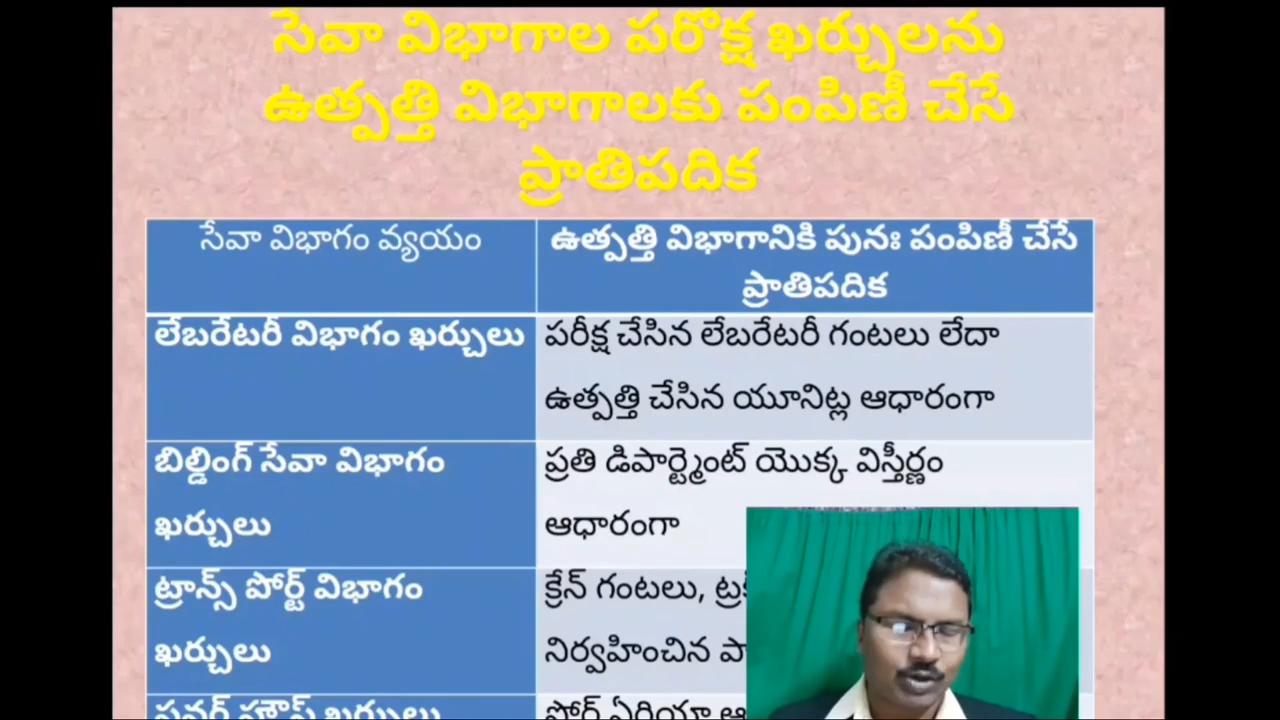 సేవా విభాగాల పరోక్ష ఖర్చులను
ఉత్పత్తి విభాగాలకు పంపిణీ చేసే
ప్రాతిపదిక
సేవా విభాగం వ్యయం
ఉత్పత్తి విభాగానికి పునః పంపిణీ చేసే
ప్రాతిపదిక
లేబరేటరీ విభాగం ఖర్చులు
పరీక్ష చేసిన లేబరేటరీ గంటలు లేదా
ఉత్పత్తి చేసిన యూనిట్ల ఆధారంగా
బిల్డింగ్ సేవా విభాగం
ఖర్చులు
ప్రతి డిపార్ట్మెంట్ యొక్క విస్తీర్ణం
ఆధారంగా
ట్రాన్స్ పోర్ట్ విభాగం
ఖర్చులు
క్రేన్ గంటలు,
నిర్వహించిన